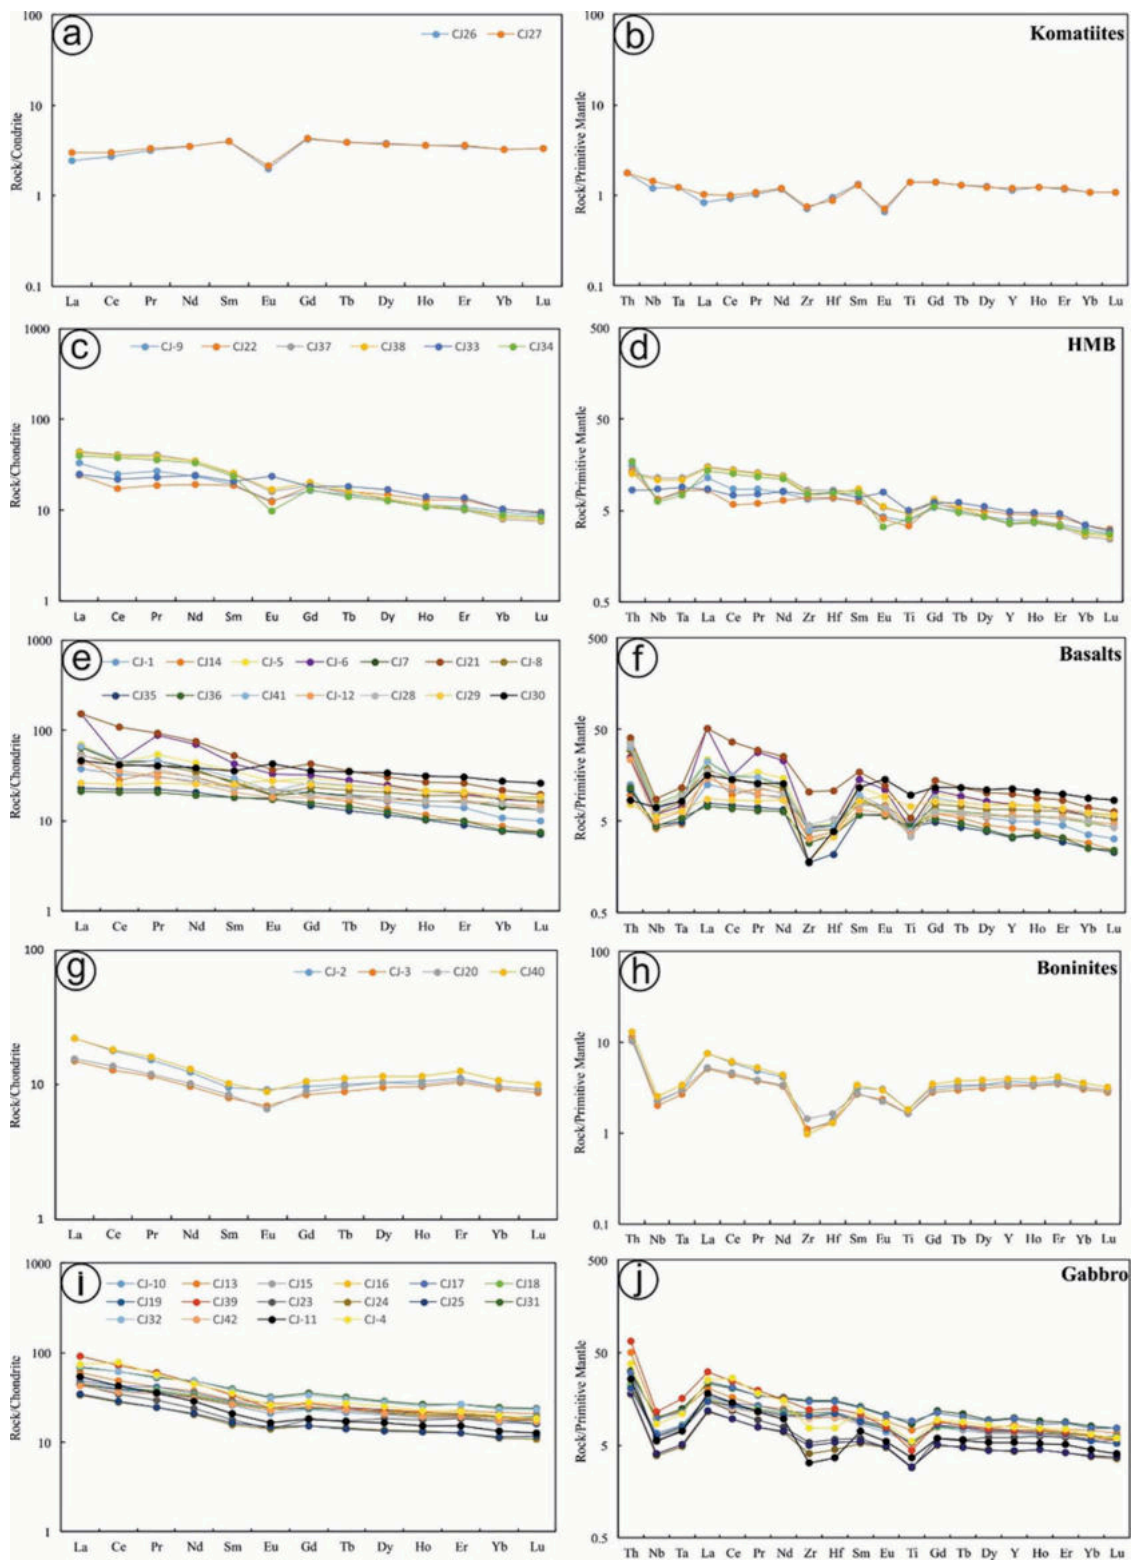 a
CJ26 CJ27
Rock/Condrite
100
10
1
0.1
La Ce Pr Nd Sm Eu Gd Tb Dy Ho Er Yb Lu
b
Komatiites
Rock/Primitive Mantle
100
10
1
0.1
Th Nb Ta La Ce Pr Nd Zr Hf Sm Eu Ti Gd Tb Dy Y Ho Er Yb Lu
c
CJ-9 CJ22 CJ37 CJ38 CJ33 CJ34
Rock/Chondrite
1000
100
10
1
La Ce Pr Nd Sm Eu Gd Tb Dy Ho Er Yb Lu
d
HMB
Rock/Primitive Mantle
500
50
5
0.5
Th Nb Ta La Ce Pr Nd Zr Hf Sm Eu Ti Gd Tb Dy Y Ho Er Yb Lu
e
CJ-1 CJ14 CJ-5 CJ-6 CJ7 CJ21 CJ-8
CJ35 CJ36 CJ41 CJ-12 CJ28 CJ29 CJ30
Rock/Chondrite
1000
100
10
1
La Ce Pr Nd Sm Eu Gd Tb Dy Ho Er Yb Lu
f
Basalts
Rock/Primitive Mantle
500
50
5
0.5
Th Nb Ta La Ce Pr Nd Zr Hf Sm Eu Ti Gd Tb Dy Y Ho Er Yb Lu
g
CJ-2 CJ-3 CJ20 CJ40
Rock/Chondrite
100
10
1
La Ce Pr Nd Sm Eu Gd Tb Dy Ho Er Yb Lu
h
Boninites
Rock/Primitive Mantle
100
10
1
0.1
Th Nb Ta La Ce Pr Nd Zr Hf Sm Eu Ti Gd Tb Dy Y Ho Er Yb Lu
i
CJ-10 CJ13 CJ15 CJ16 CJ17 CJ18
CJ19 CJ39 CJ23 CJ24 CJ25 CJ31
CJ32 CJ42 CJ-11 CJ-4
Rock/Chondrite
1000
100
10
1
La Ce Pr Nd Sm Eu Gd Tb Dy Ho Er Yb Lu
j
Gabbro
Rock/Primitive Mantle
500
50
5
0.5
Th Nb Ta La Ce Pr Nd Zr Hf Sm Eu Ti Gd Tb Dy Y Ho Er Yb Lu